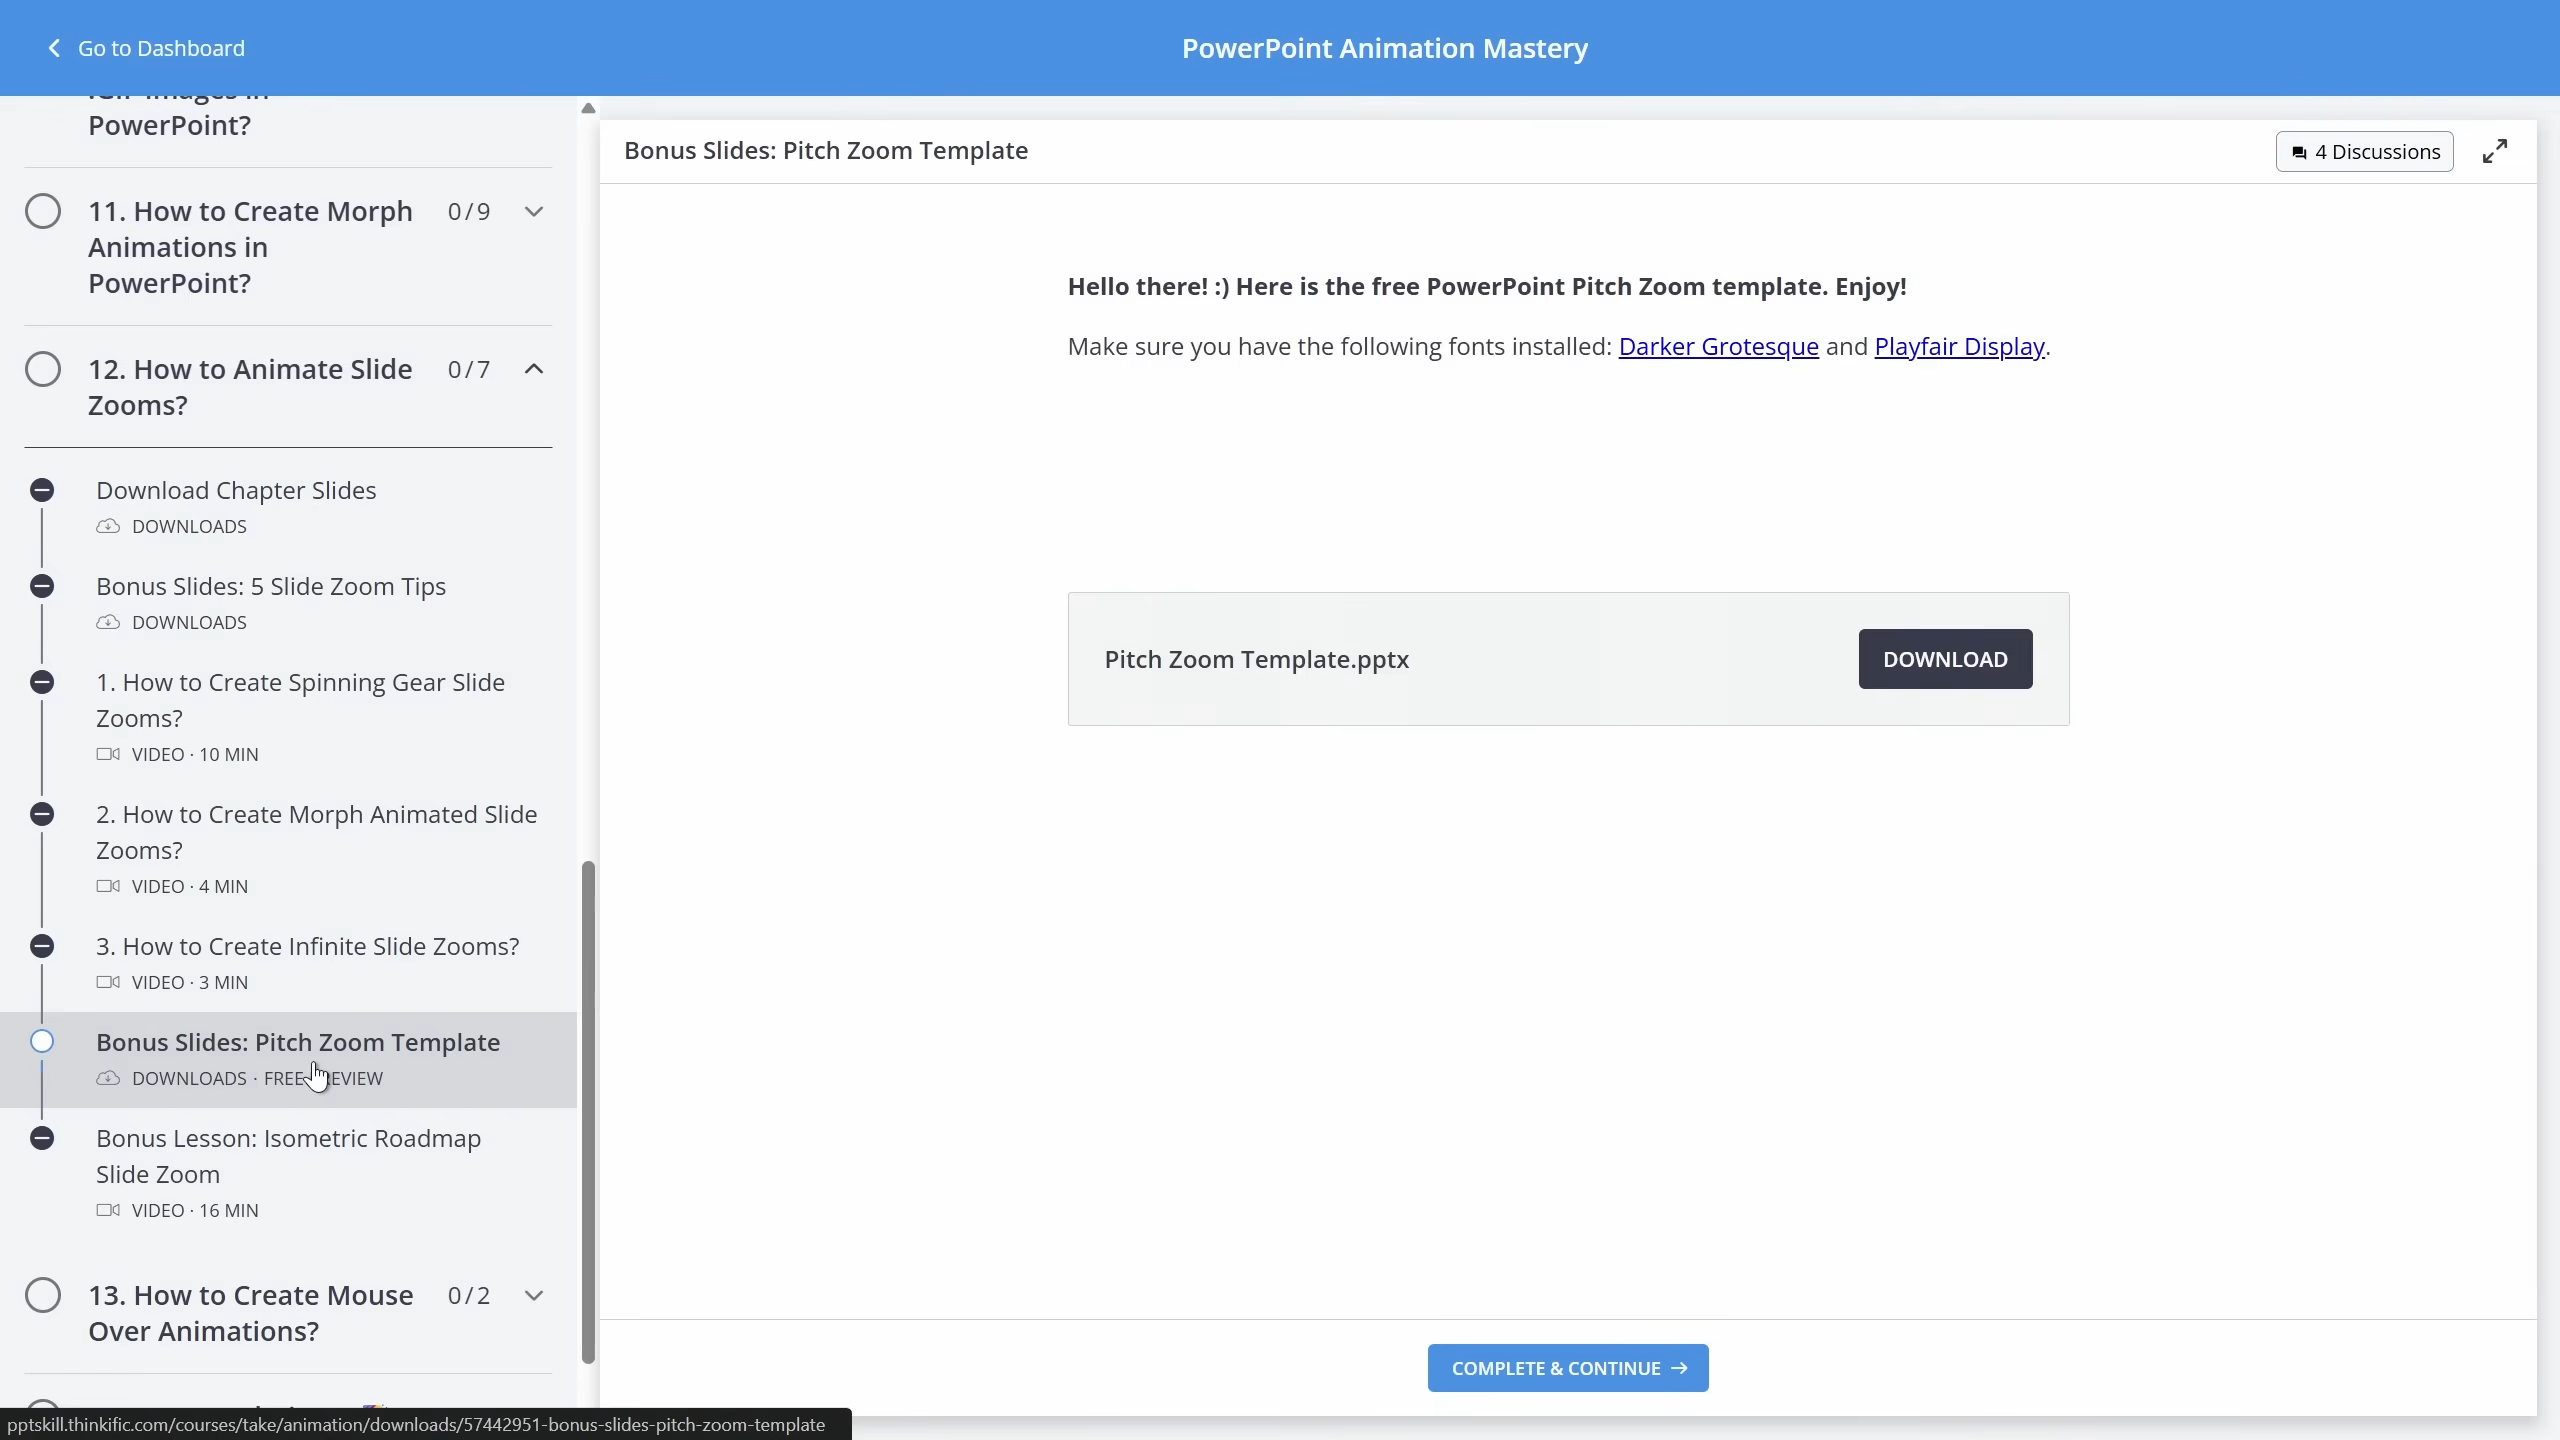 Go to Dashboard
PowerPoint Animation Mastery
PowerPoint?
11. How to Create Morph
Animations in
PowerPoint?
0 / 9
12. How to Animate Slide
Zooms?
0 / 7
Download Chapter Slides
DOWNLOADS
Bonus Slides: 5 Slide Zoom Tips
DOWNLOADS
1. How to Create Spinning Gear Slide
Zooms?
VIDEO · 10 MIN
2. How to Create Morph Animated Slide
Zooms?
VIDEO · 4 MIN
3. How to Create Infinite Slide Zooms?
VIDEO · 3 MIN
Bonus Slides: Pitch Zoom Template
DOWNLOADS · FREE PREVIEW
Bonus Lesson: Isometric Roadmap
Slide Zoom
VIDEO · 16 MIN
13. How to Create Mouse
Over Animations?
0 / 2
pptskill.thinkific.com/courses/take/animation/downloads/57442951-bonus-slides-pitch-zoom-template
Bonus Slides: Pitch Zoom Template
4 Discussions
Hello there! :) Here is the free PowerPoint Pitch Zoom template. Enjoy!
Make sure you have the following fonts installed: Darker Grotesque and Playfair Display.
Pitch Zoom Template.pptx
DOWNLOAD
COMPLETE & CONTINUE →